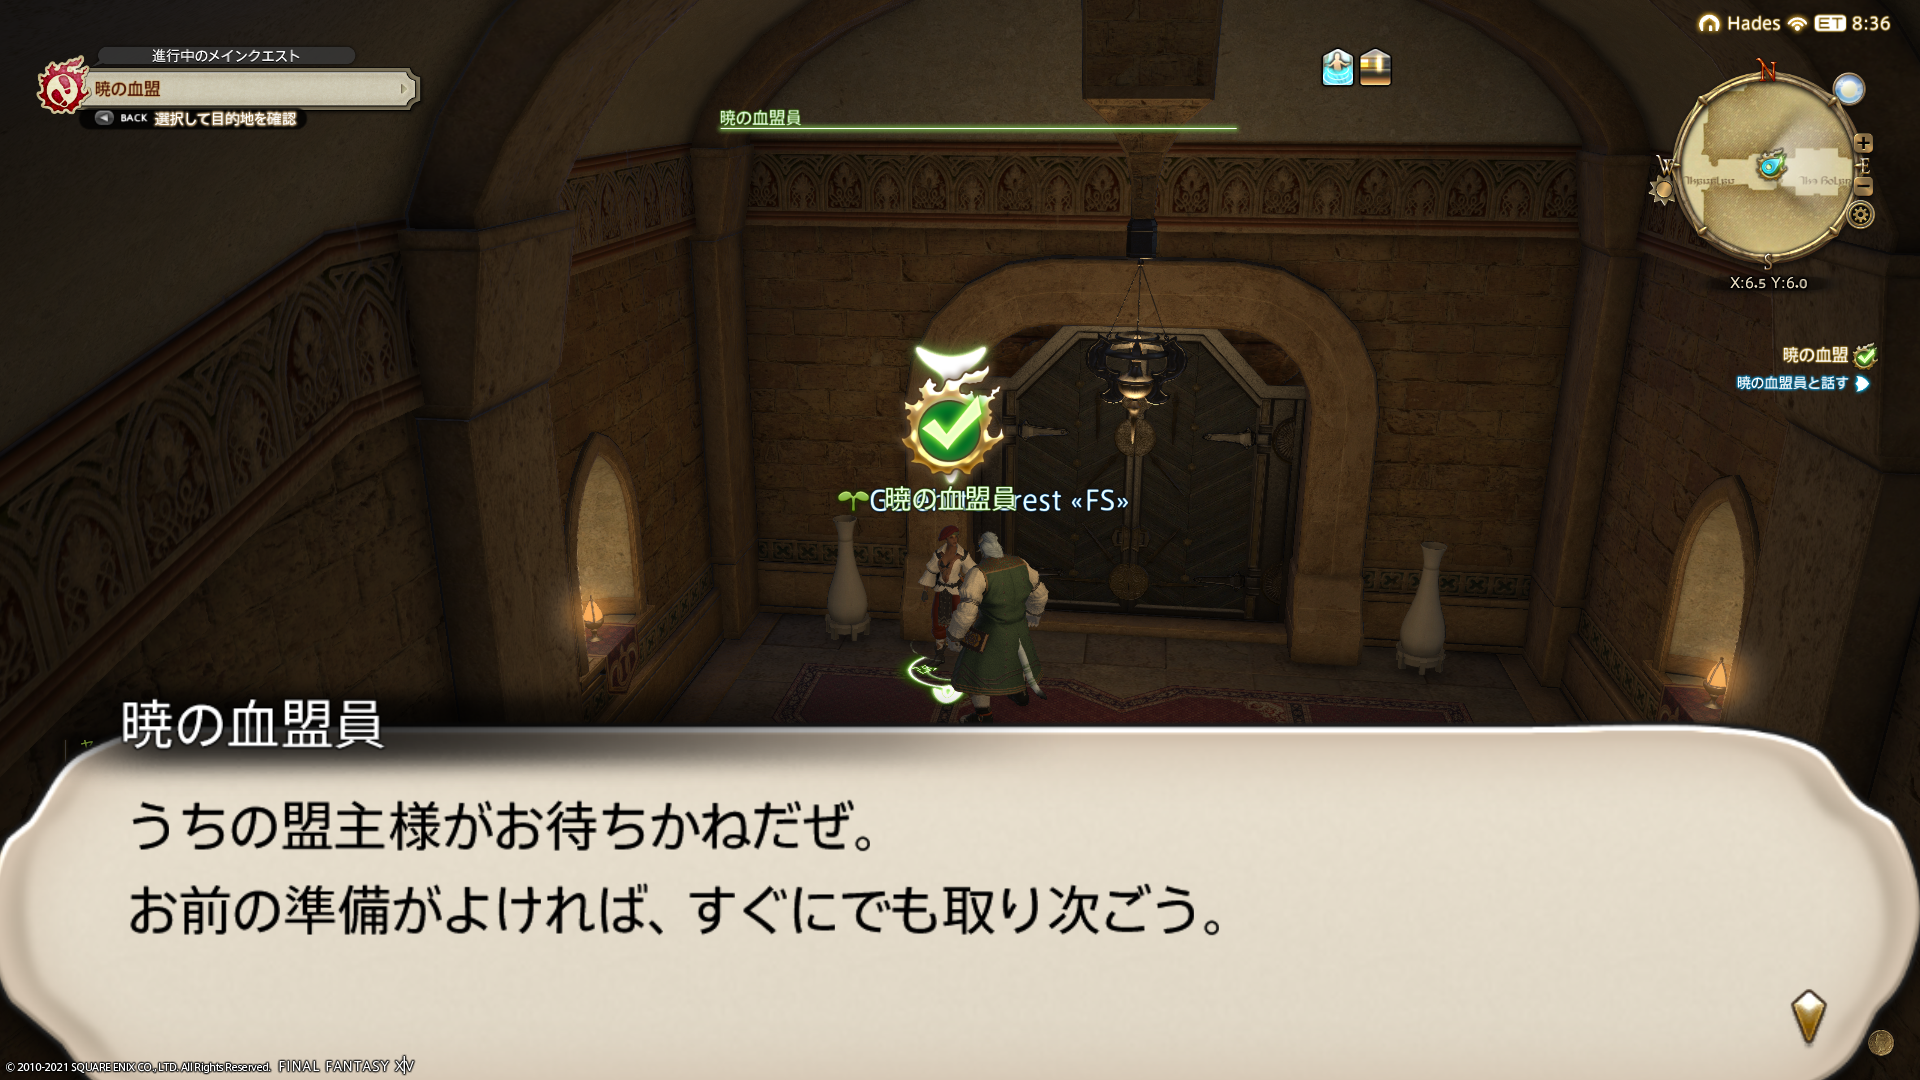 Hades ET 8:36
進行中のメインクエスト
暁の血盟
BACK 選択して目的地を確認
暁の血盟員
N
W
E
S
X:6.5 Y:6.0
暁の血盟
暁の血盟員と話す
暁の血盟員
rest «FS»
暁の血盟員
うちの盟主様がお待ちかねだぜ。
お前の準備がよければ、すぐにでも取り次ごう。
© 2010-2021 SQUARE ENIX CO., LTD. All Rights Reserved. FINAL FANTASY XIV